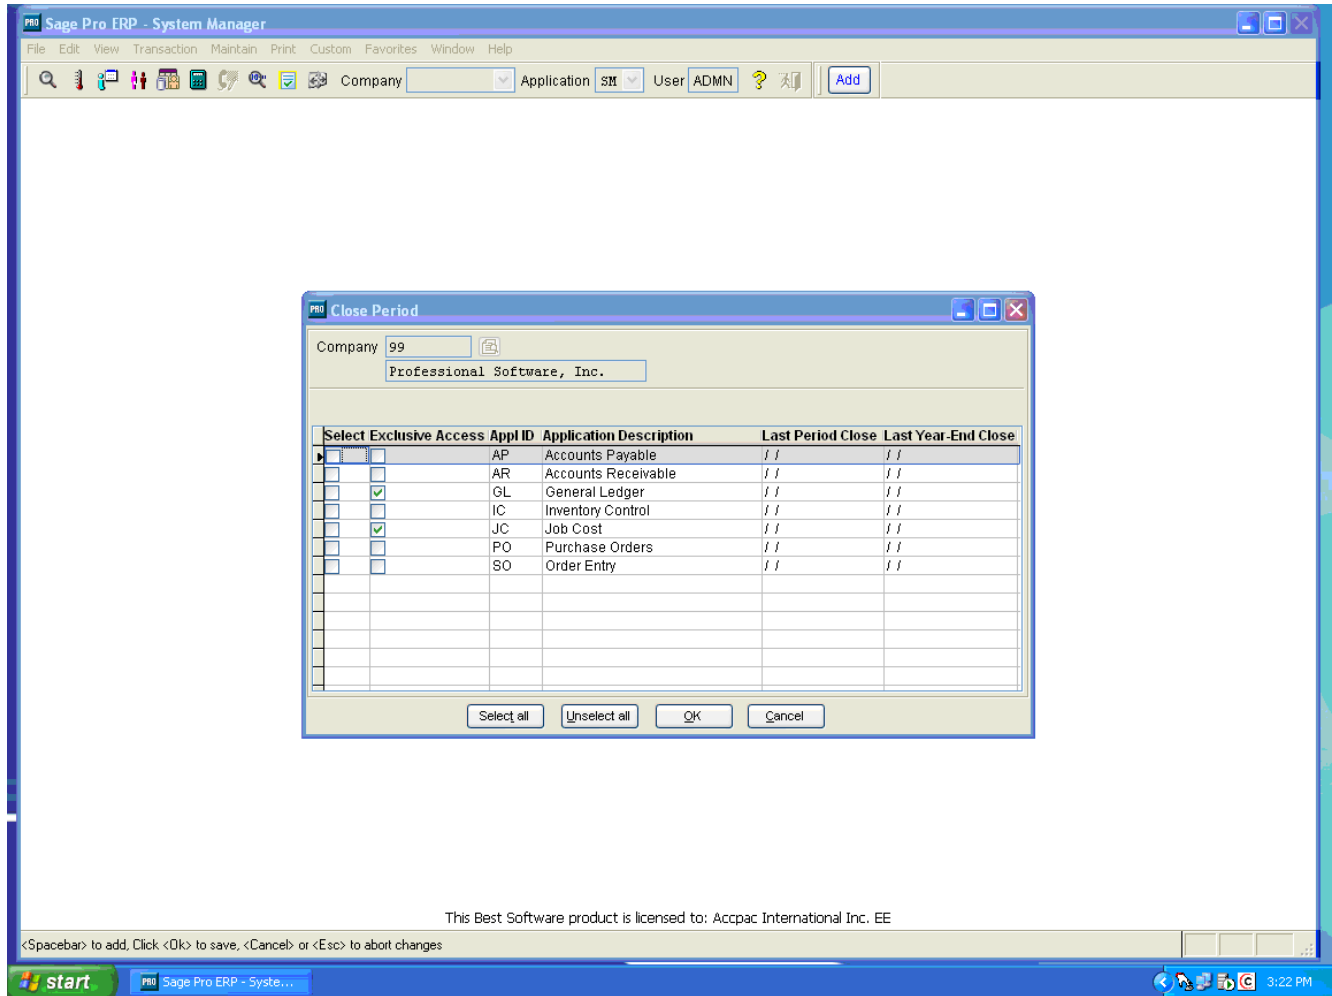 PRO Sage Pro ERP - System Manager
File Edit View Transaction Maintain Print Custom Favorites Window Help
Company Application SM User ADMN Add
PRO Close Period
Company 99
Professional Software, Inc.
Select Exclusive Access Appl ID Application Description Last Period Close Last Year-End Close
AP Accounts Payable / / / /
AR Accounts Receivable / / / /
GL General Ledger / / / /
IC Inventory Control / / / /
JC Job Cost / / / /
PO Purchase Orders / / / /
SO Order Entry / / / /
Select all Unselect all OK Cancel
This Best Software product is licensed to: Accpac International Inc. EE
<Spacebar> to add, Click <Ok> to save, <Cancel> or <Esc> to abort changes
start PRO Sage Pro ERP - Syste... 3:22 PM